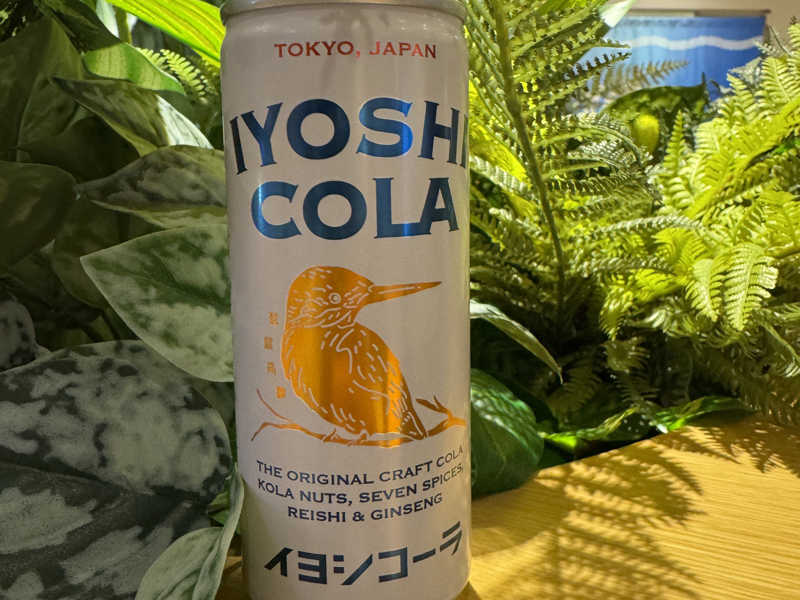 TOKYO, JAPAN
IYOSHI
COLA
THE ORIGINAL CRAFT COLA
KOLA NUTS, SEVEN SPICES,
REISHI & GINSENG
イヨシコーラ